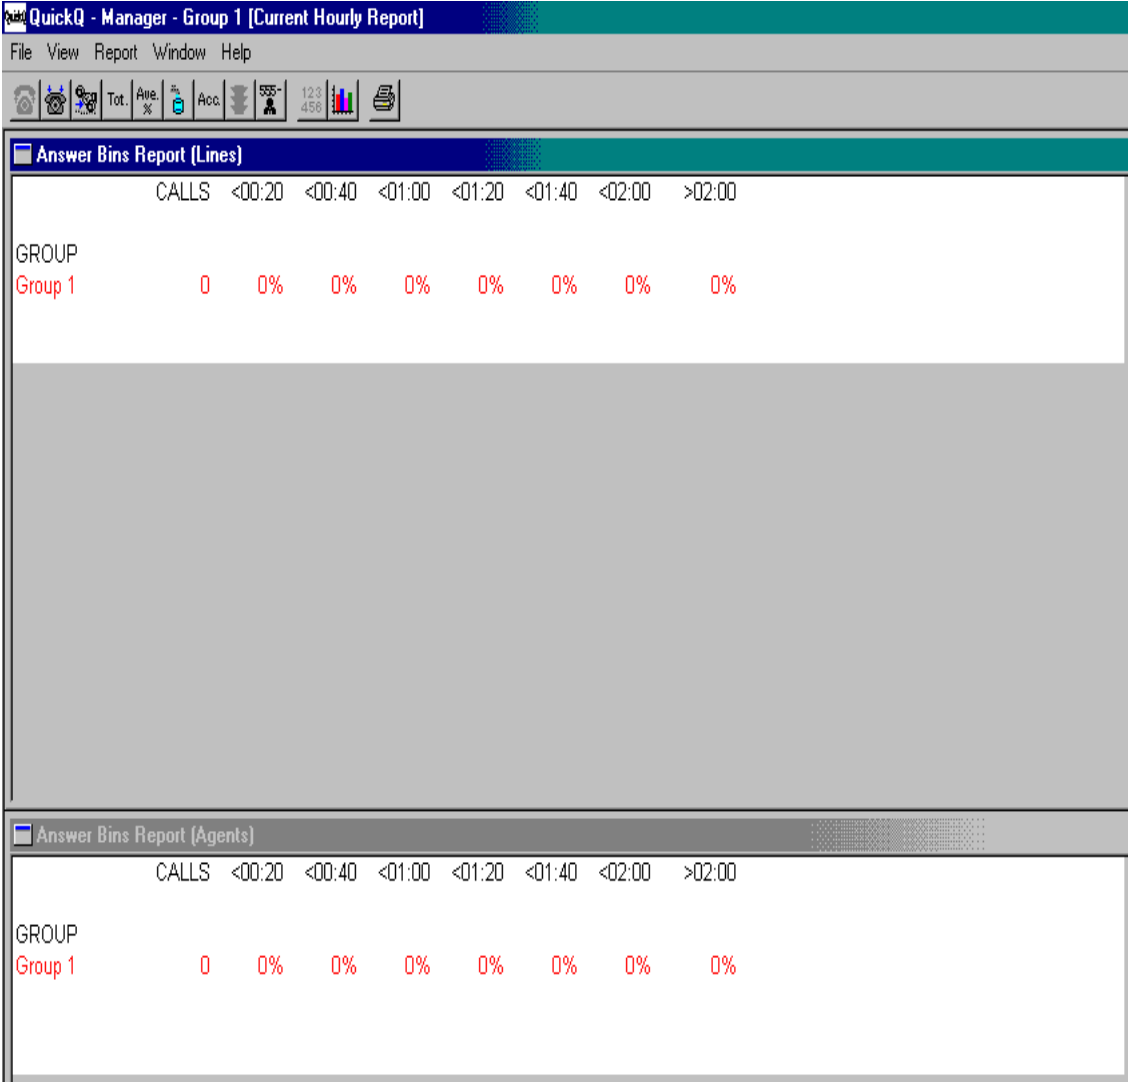 QuickQ - Manager - Group 1 [Current Hourly Report]
File View Report Window Help
Tot. Ave. % Acc. 555- 123 456
Answer Bins Report (Lines)
CALLS <00:20 <00:40 <01:00 <01:20 <01:40 <02:00 >02:00
GROUP
Group 1 0 0% 0% 0% 0% 0% 0% 0%
Answer Bins Report (Agents)
CALLS <00:20 <00:40 <01:00 <01:20 <01:40 <02:00 >02:00
GROUP
Group 1 0 0% 0% 0% 0% 0% 0% 0%